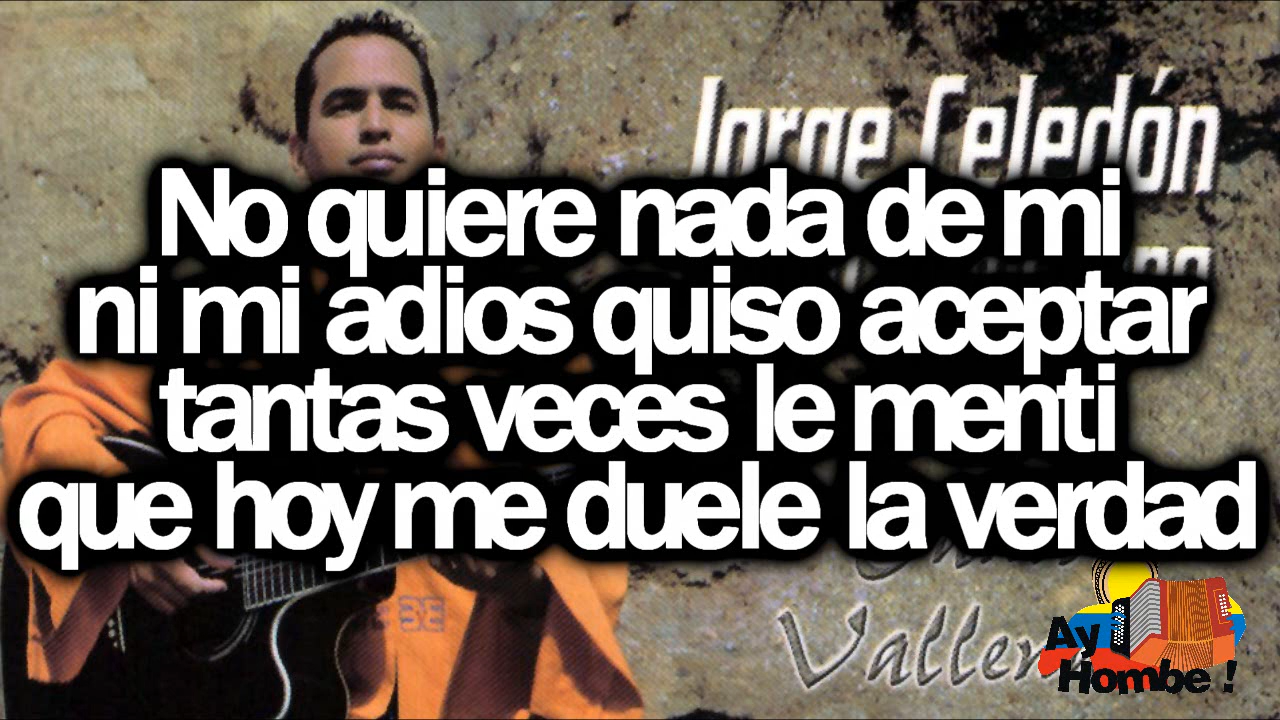 Jorge Celedón
No quiere nada de mi
ni mi adios quiso aceptar
tantas veces le menti
que hoy me duele la verdad
Ay
Hombe !